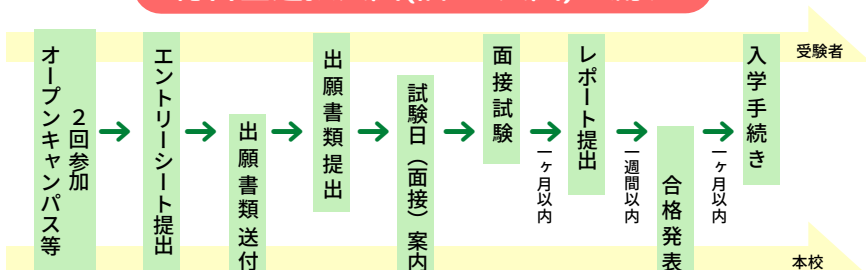 受験者
オープンキャンパス等
２回参加
エントリーシート提出
出願書類送付
出願書類提出
試験日（面接）案内
面接試験
一ヶ月以内
レポート提出
一週間以内
合格発表
一ヶ月以内
入学手続き
本校